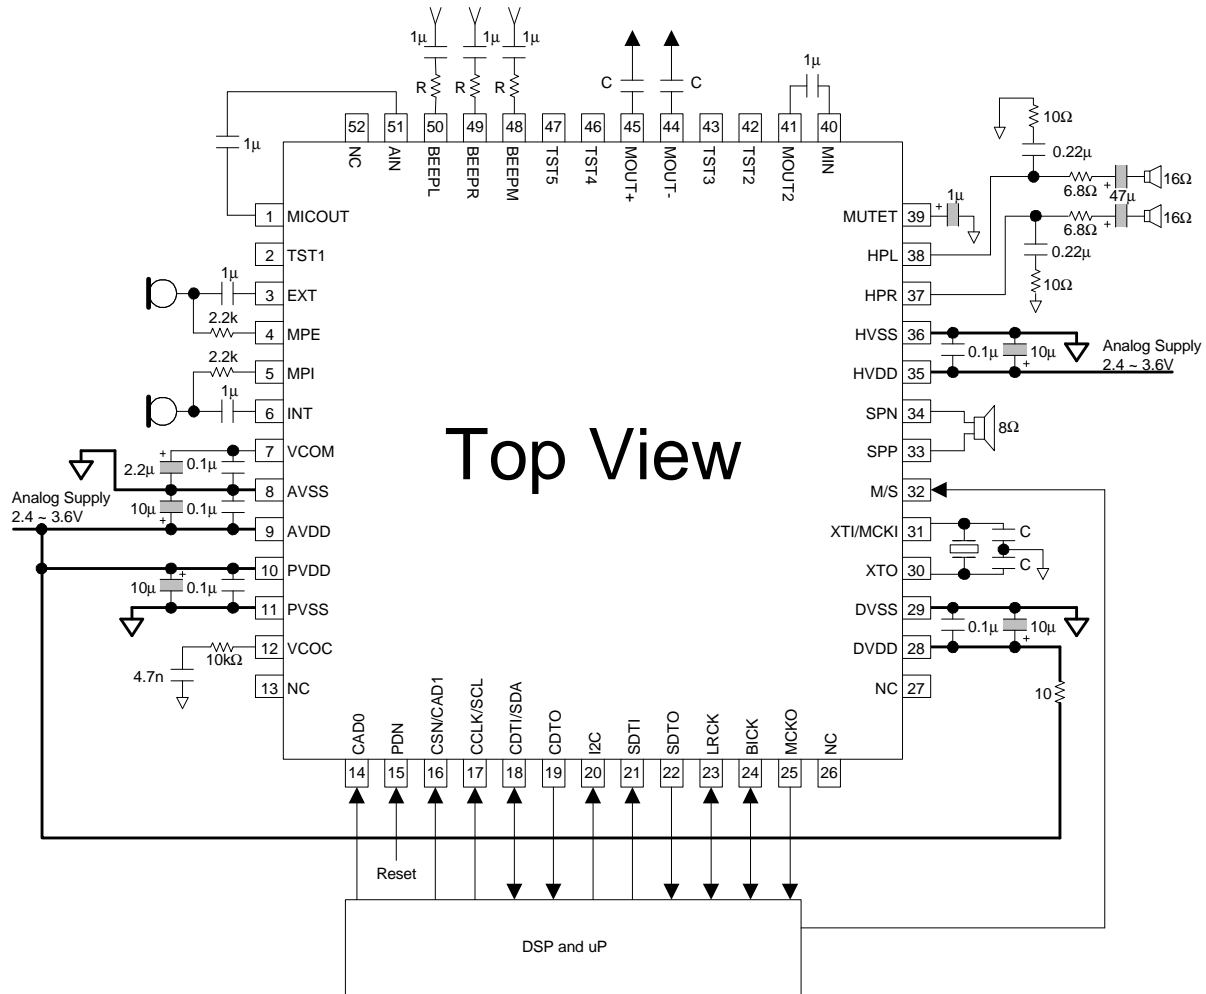 1μ
1μ
1μ
R
R
R
C
C
1μ
1μ
52
51
50
49
48
47
46
45
44
43
42
41
40
NC
AIN
BEEPL
BEEPR
BEEPM
TST5
TST4
MOUT+
MOUT-
TST3
TST2
MOUT2
MIN
10Ω
0.22μ
6.8Ω
+
47μ
16Ω
6.8Ω
+
16Ω
0.22μ
10Ω
1 MICOUT
2 TST1
1μ
3 EXT
2.2k
4 MPE
2.2k
5 MPI
1μ
6 INT
7 VCOM
+
2.2μ
0.1μ
8 AVSS
10μ
0.1μ
+
Analog Supply
2.4 ~ 3.6V
9 AVDD
10 PVDD
+
10μ
0.1μ
11 PVSS
12 VCOC
10kΩ
4.7n
13 NC
Top View
MUTET 39
+
1μ
HPL 38
HPR 37
HVSS 36
0.1μ
10μ
+
Analog Supply
2.4 ~ 3.6V
HVDD 35
SPN 34
8Ω
SPP 33
M/S 32
XTI/MCKI 31
C
C
XTO 30
DVSS 29
0.1μ
10μ
+
DVDD 28
10
NC 27
CAD0
PDN
CSN/CAD1
CCLK/SCL
CDTI/SDA
CDTO
I2C
SDTI
SDTO
LRCK
BICK
MCKO
NC
14
15
16
17
18
19
20
21
22
23
24
25
26
Reset
DSP and uP